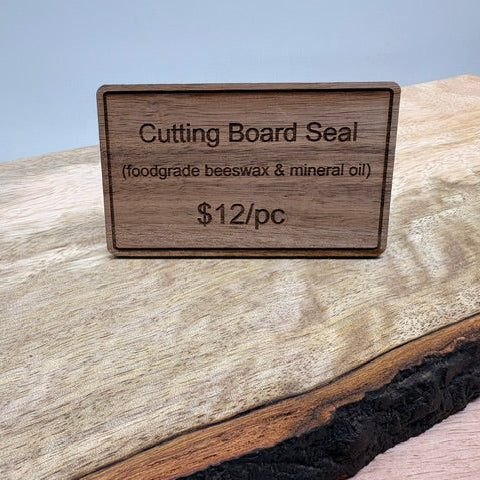 Cutting Board Seal
(foodgrade beeswax & mineral oil)
$12/pc